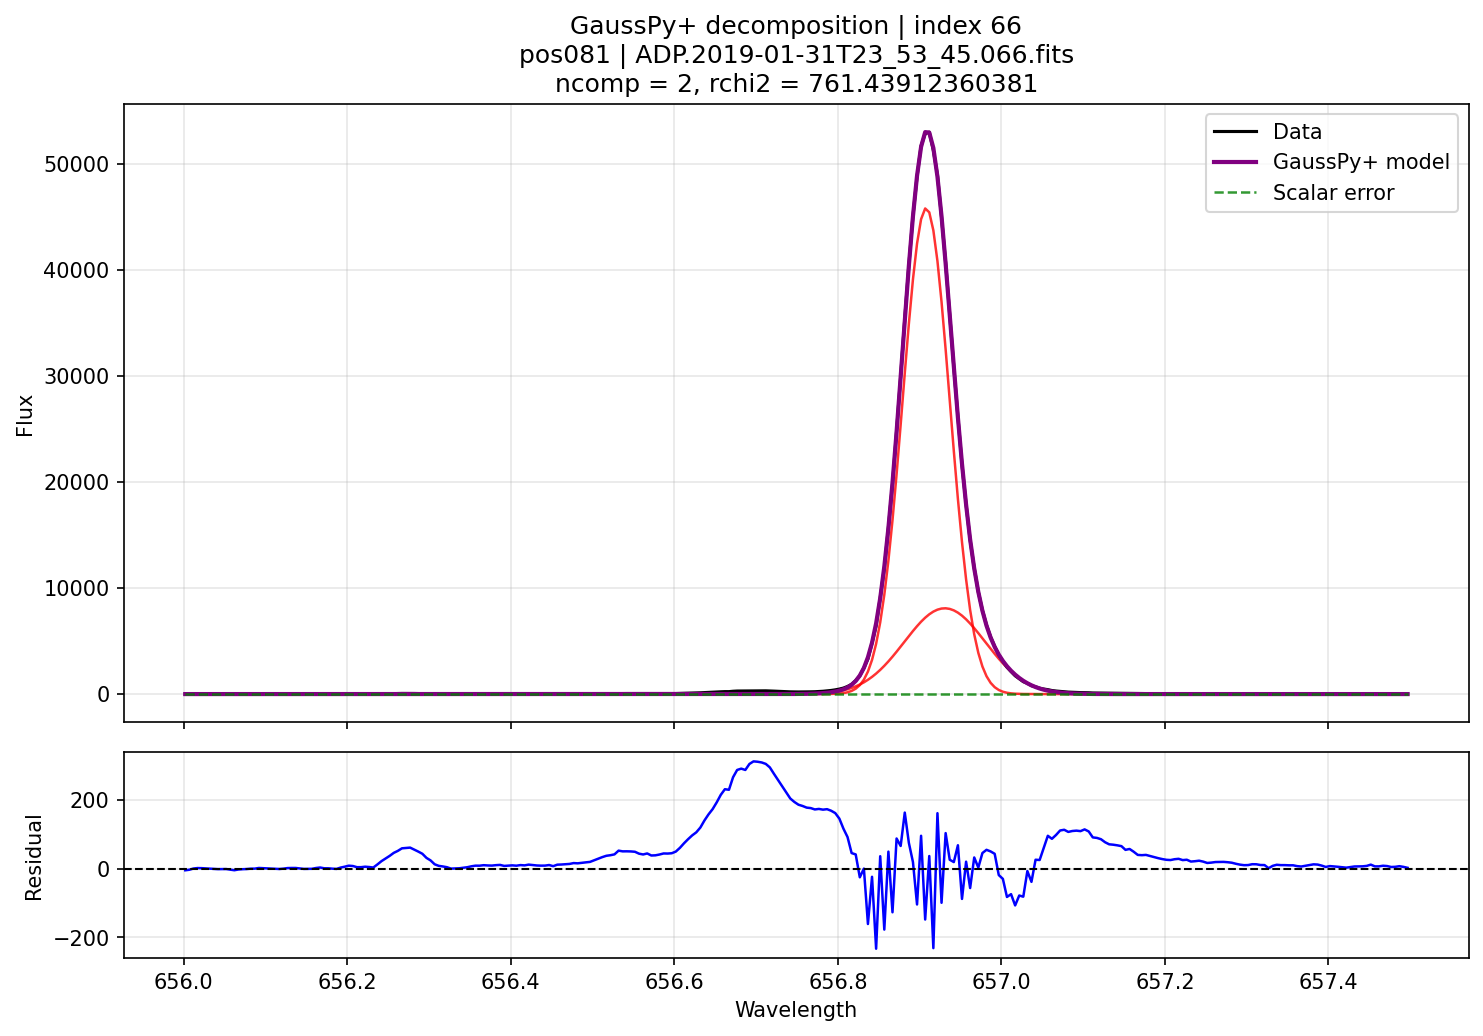 GaussPy+ decomposition | index 66
pos081 | ADP.2019-01-31T23_53_45.066.fits
ncomp = 2, rchi2 = 761.43912360381
Data
GaussPy+ model
Scalar error
50000
40000
30000
20000
10000
0
Flux
200
0
−200
Residual
656.0 656.2 656.4 656.6 656.8 657.0 657.2 657.4
Wavelength